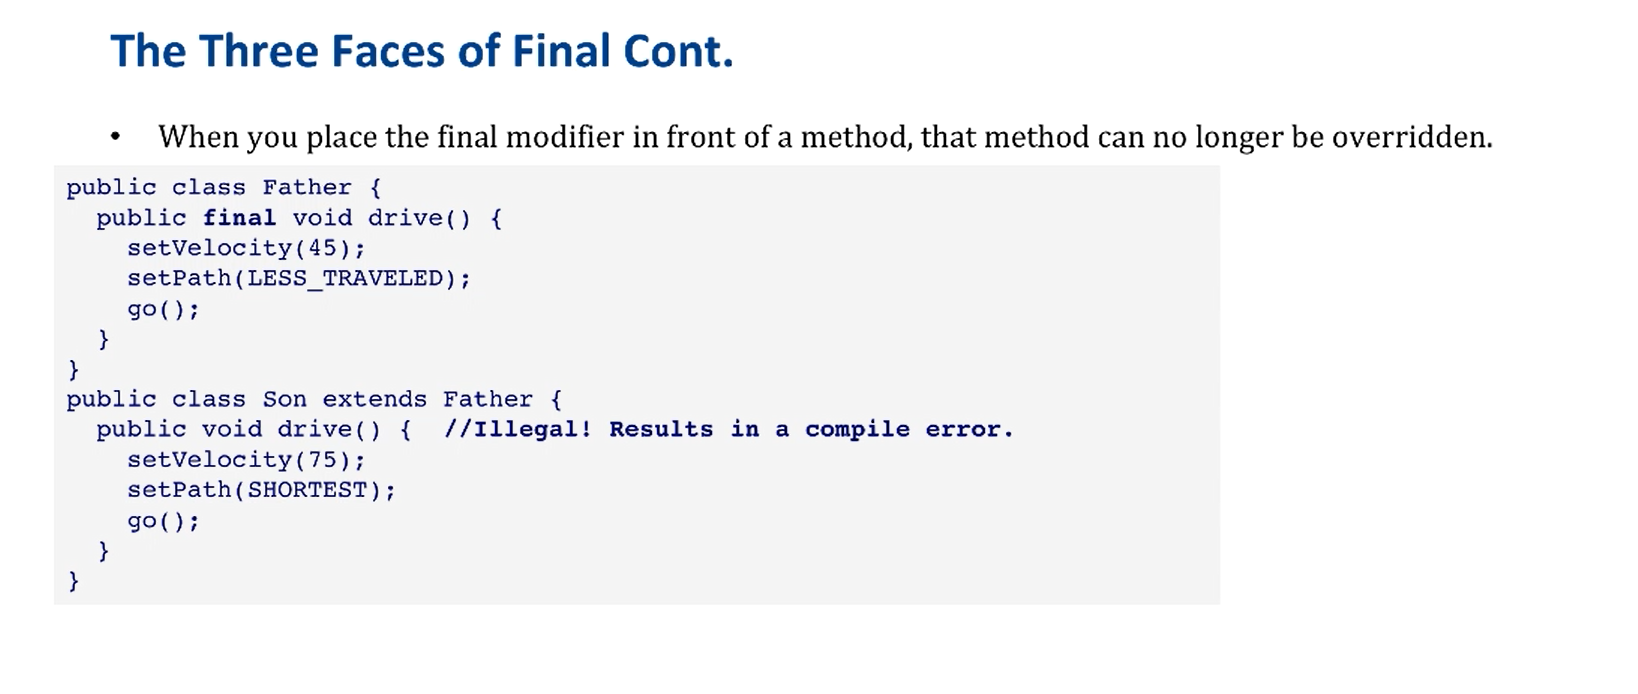 The Three Faces of Final Cont.
• When you place the final modifier in front of a method, that method can no longer be overridden.
public class Father {
  public final void drive() {
    setVelocity(45);
    setPath(LESS_TRAVELED);
    go();
  }
}
public class Son extends Father {
  public void drive() {  //Illegal! Results in a compile error.
    setVelocity(75);
    setPath(SHORTEST);
    go();
  }
}